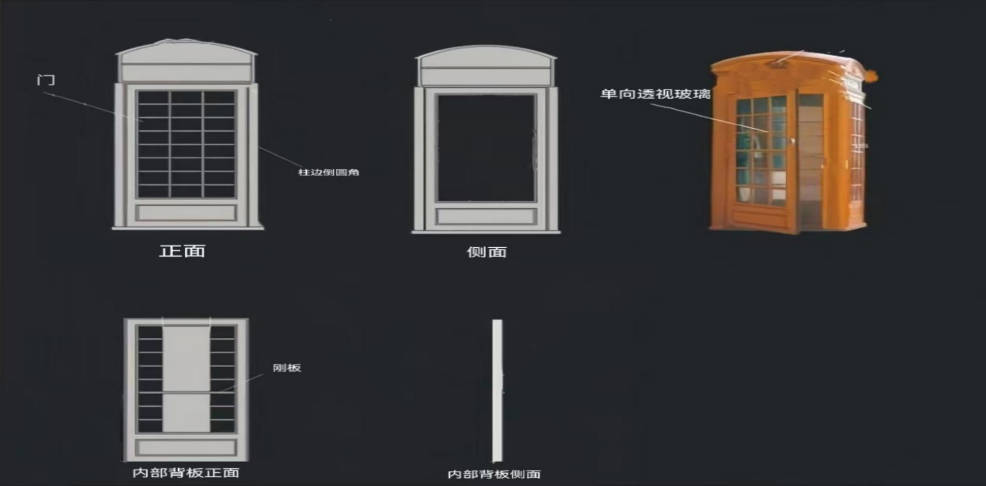 门
单向透视玻璃
柱边倒圆角
正面
侧面
刚板
内部背板正面
内部背板侧面